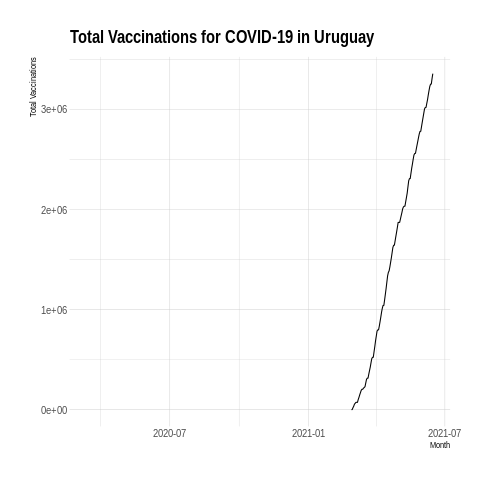 Total Vaccinations for COVID-19 in Uruguay
Total Vaccinations
3e+06
2e+06
1e+06
0e+00
2020-07 2021-01 2021-07
Month